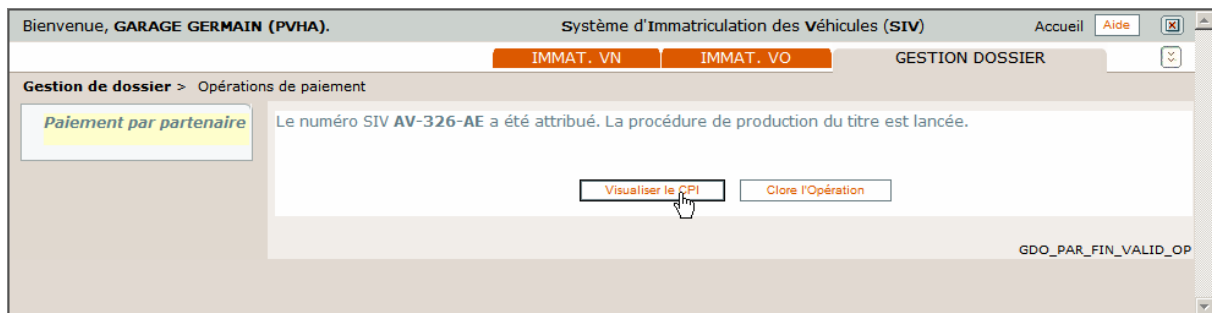 Bienvenue, GARAGE GERMAIN (PVHA). Système d'Immatriculation des Véhicules (SIV) Accueil Aide
IMMAT. VN IMMAT. VO GESTION DOSSIER
Gestion de dossier > Opérations de paiement
Paiement par partenaire
Le numéro SIV AV-326-AE a été attribué. La procédure de production du titre est lancée.
Visualiser le CPI Clore l'Opération
GDO_PAR_FIN_VALID_OP